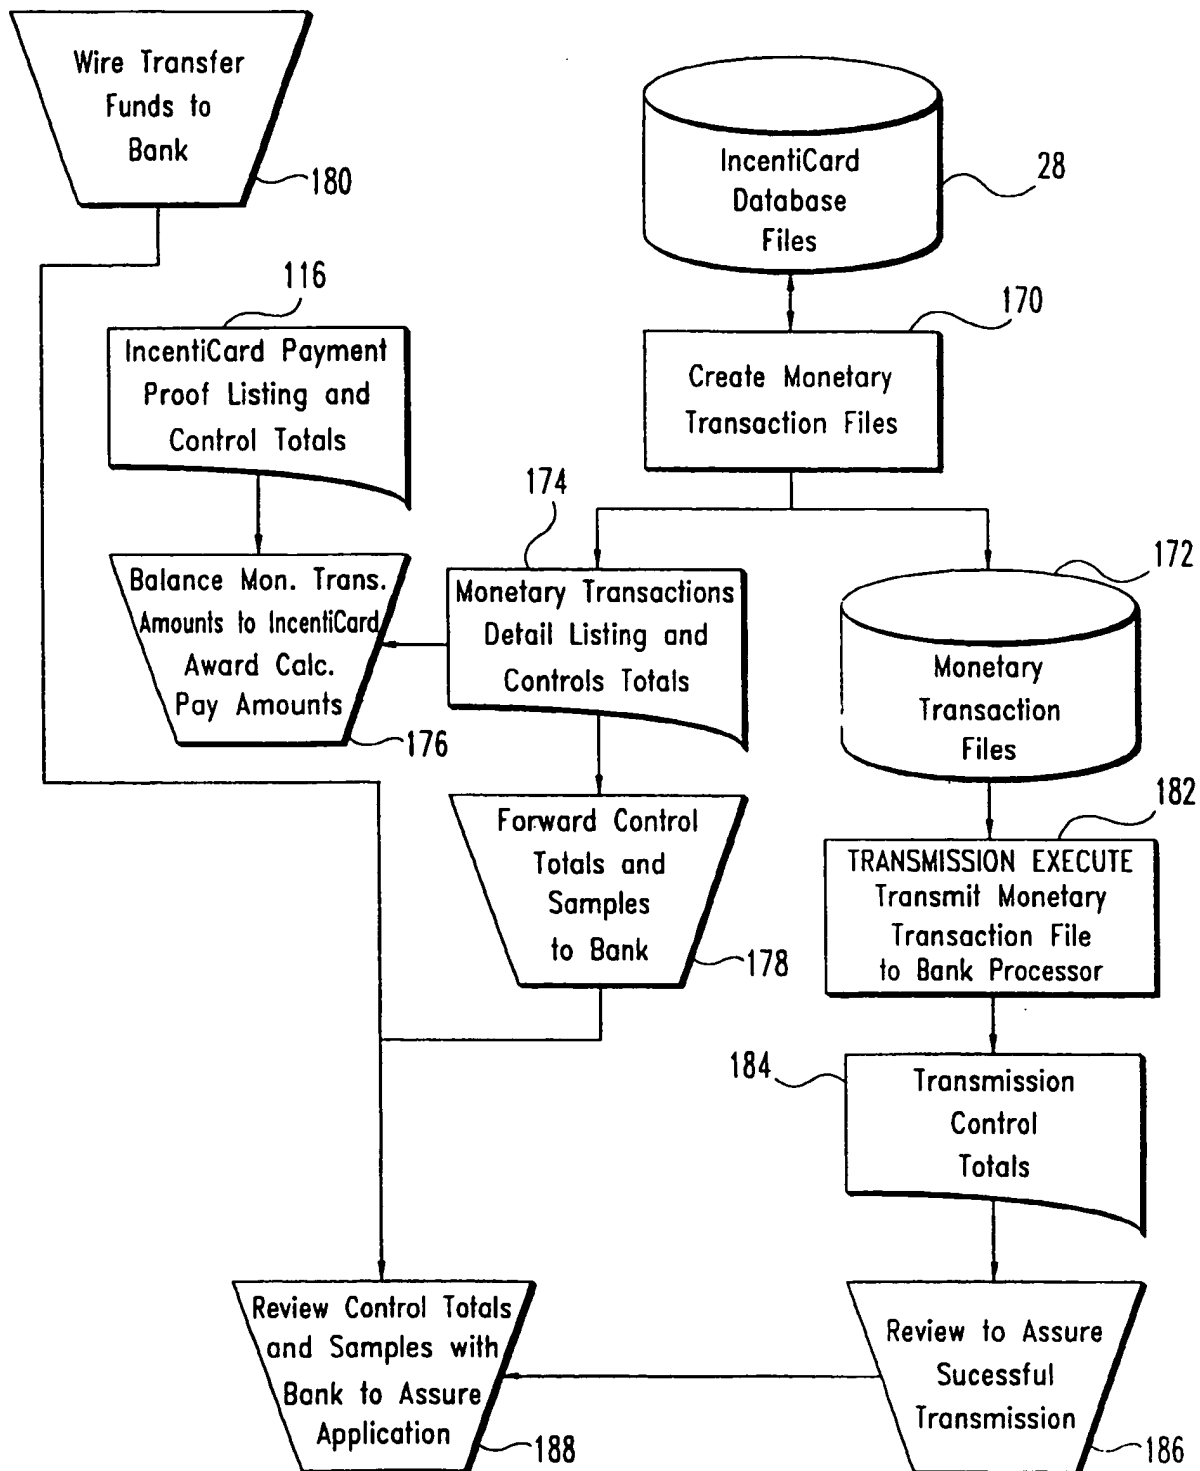 Wire Transfer
Funds to
Bank
180
IncentiCard
Database
Files
28
116
IncentiCard Payment
Proof Listing and
Control Totals
170
Create Monetary
Transaction Files
174
Monetary Transactions
Detail Listing and
Controls Totals
172
Monetary
Transaction
Files
Balance Mon. Trans.
Amounts to IncentiCard
Award Calc.
Pay Amounts
176
Forward Control
Totals and
Samples
to Bank
178
182
TRANSMISSION EXECUTE
Transmit Monetary
Transaction File
to Bank Processor
184
Transmission
Control
Totals
Review Control Totals
and Samples with
Bank to Assure
Application
188
Review to Assure
Sucessful
Transmission
186